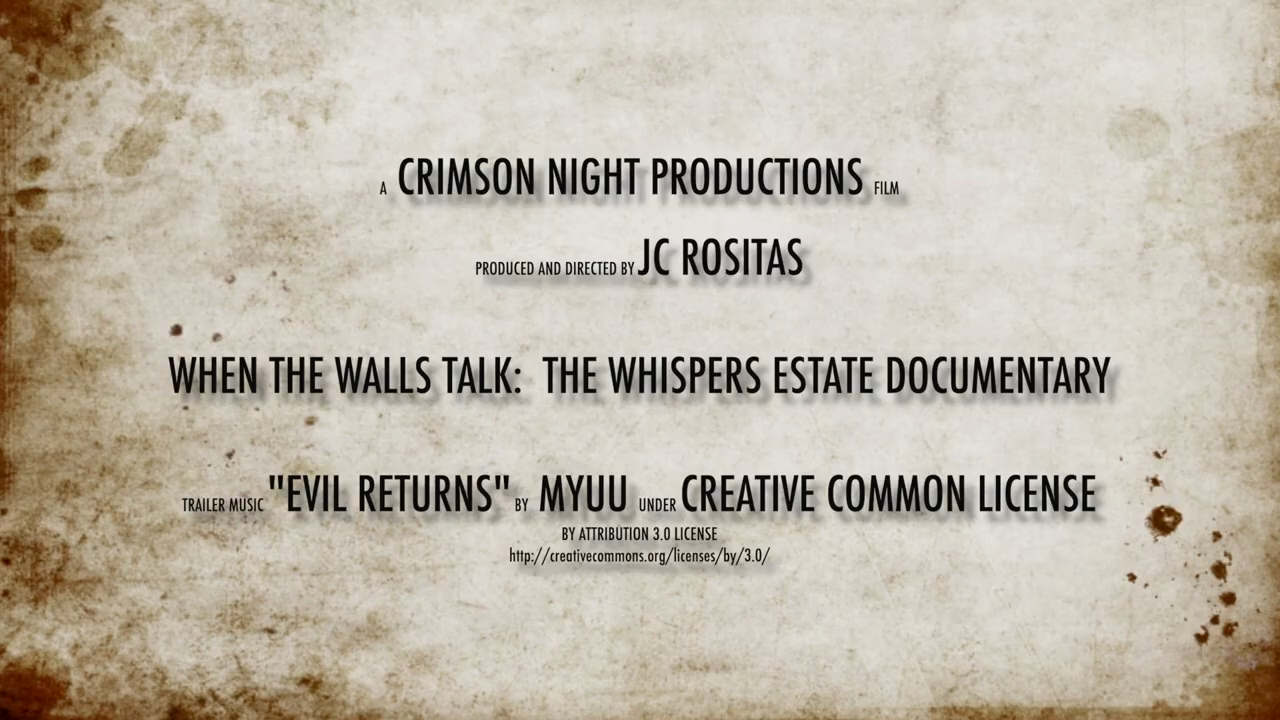 A CRIMSON NIGHT PRODUCTIONS FILM
PRODUCED AND DIRECTED BY JC ROSITAS
WHEN THE WALLS TALK: THE WHISPERS ESTATE DOCUMENTARY
TRAILER MUSIC "EVIL RETURNS" BY MYUU UNDER CREATIVE COMMON LICENSE
BY ATTRIBUTION 3.0 LICENSE
http://creativecommons.org/licenses/by/3.0/